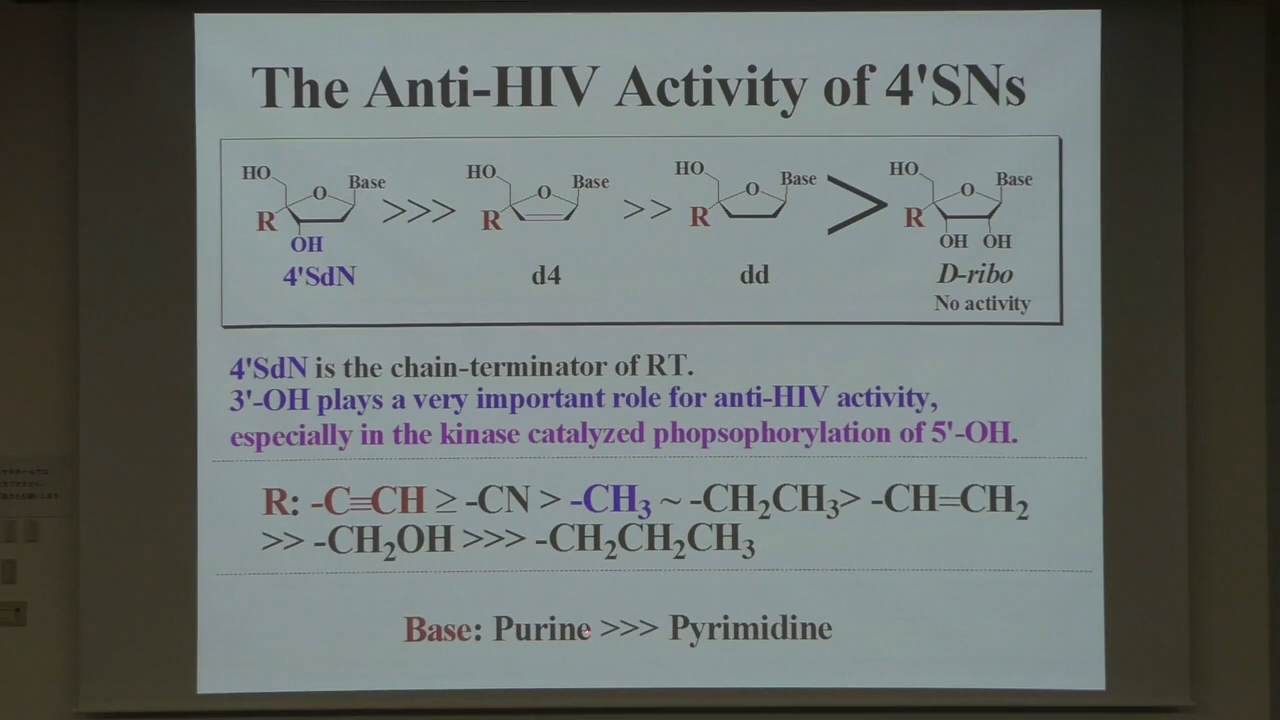 The Anti-HIV Activity of 4'SNs
HO O Base R OH
>>>
HO O Base R
>>
HO O Base R
>
HO O Base R OH OH
4'SdN d4 dd D-ribo
No activity
4'SdN is the chain-terminator of RT.
3'-OH plays a very important role for anti-HIV activity,
especially in the kinase catalyzed phopsophorylation of 5'-OH.
R: -C≡CH ≥ -CN > -CH₃ ~ -CH₂CH₃> -CH=CH₂
>> -CH₂OH >>> -CH₂CH₂CH₃
Base: Purine >>> Pyrimidine